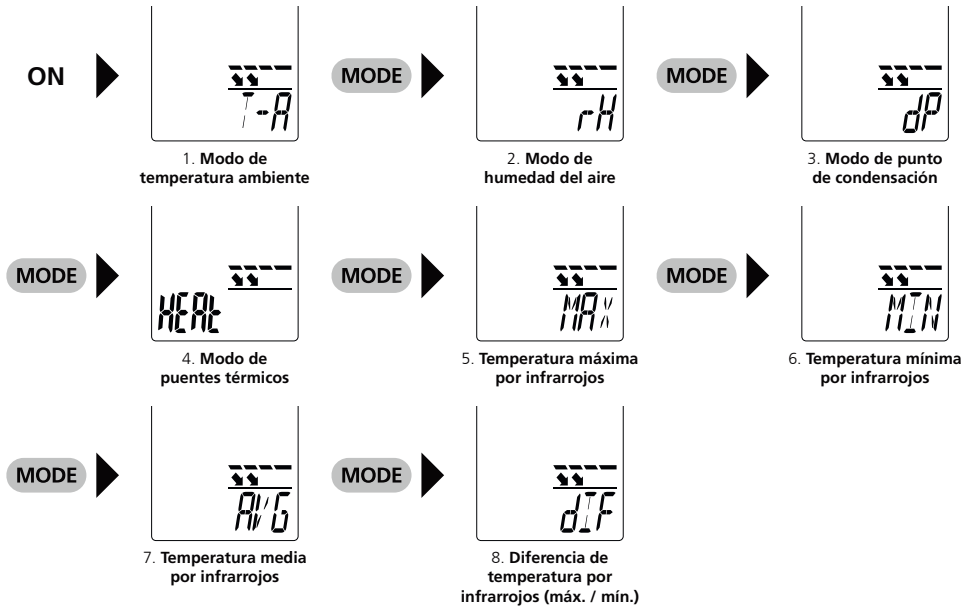 ON
T-A
1. Modo de
temperatura ambiente
MODE
rH
2. Modo de
humedad del aire
MODE
dP
3. Modo de punto
de condensación
MODE
HEAt
4. Modo de
puentes térmicos
MODE
MAX
5. Temperatura máxima
por infrarrojos
MODE
MIN
6. Temperatura mínima
por infrarrojos
MODE
AVG
7. Temperatura media
por infrarrojos
MODE
dIF
8. Diferencia de
temperatura por
infrarrojos (máx. / mín.)